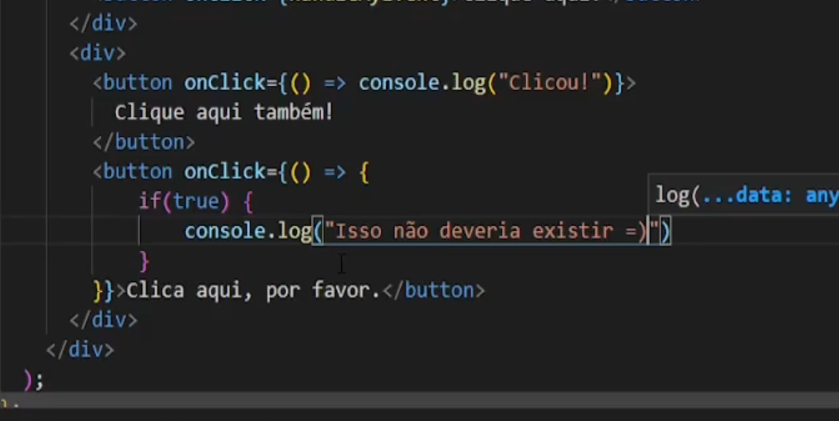 </div>
<div>
<button onClick={() => console.log("Clicou!")}>
Clique aqui também!
</button>
<button onClick={() => {
if(true) {
log(...data: any
console.log("Isso não deveria existir =)")
}
}}>Clica aqui, por favor.</button>
</div>
</div>
);